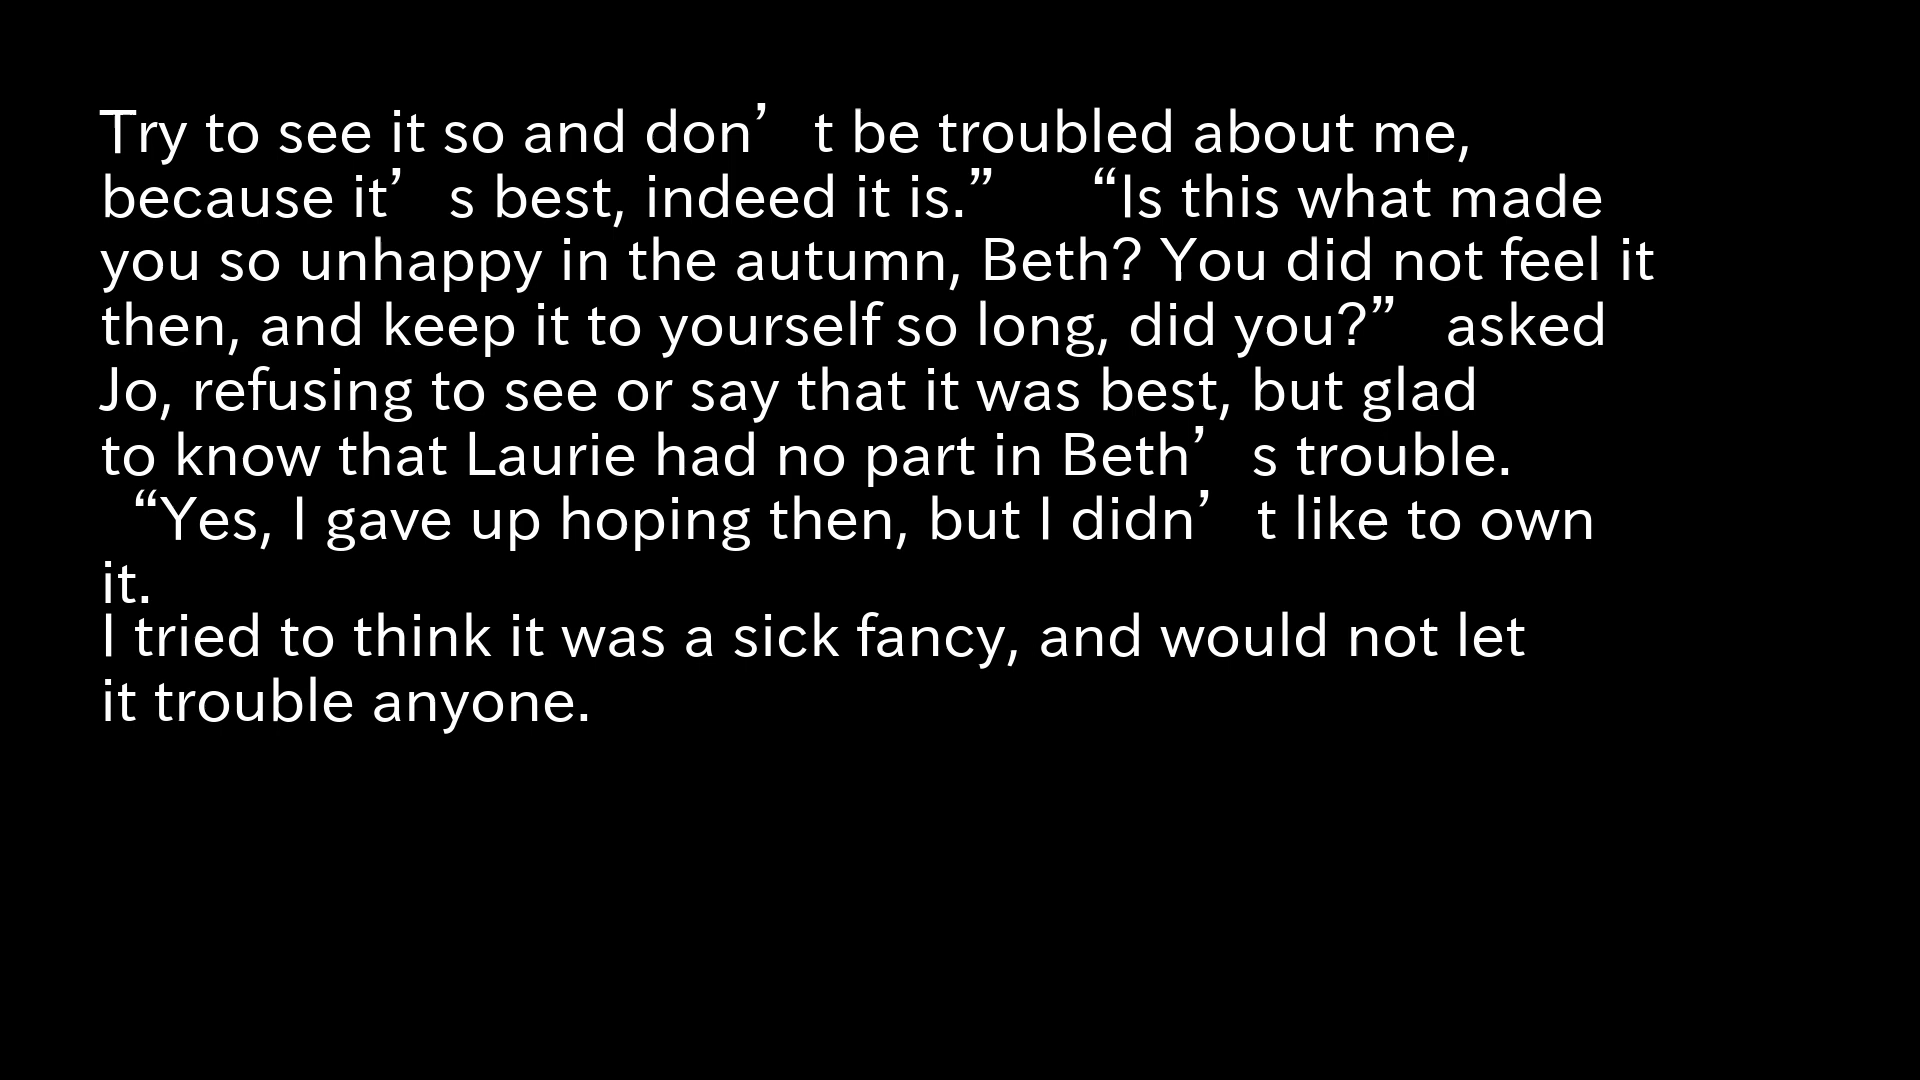 Try to see it so and don’t be troubled about me,
because it’s best, indeed it is.” “Is this what made
you so unhappy in the autumn, Beth? You did not feel it
then, and keep it to yourself so long, did you?” asked
Jo, refusing to see or say that it was best, but glad
to know that Laurie had no part in Beth’s trouble.
“Yes, I gave up hoping then, but I didn’t like to own
it.
I tried to think it was a sick fancy, and would not let
it trouble anyone.